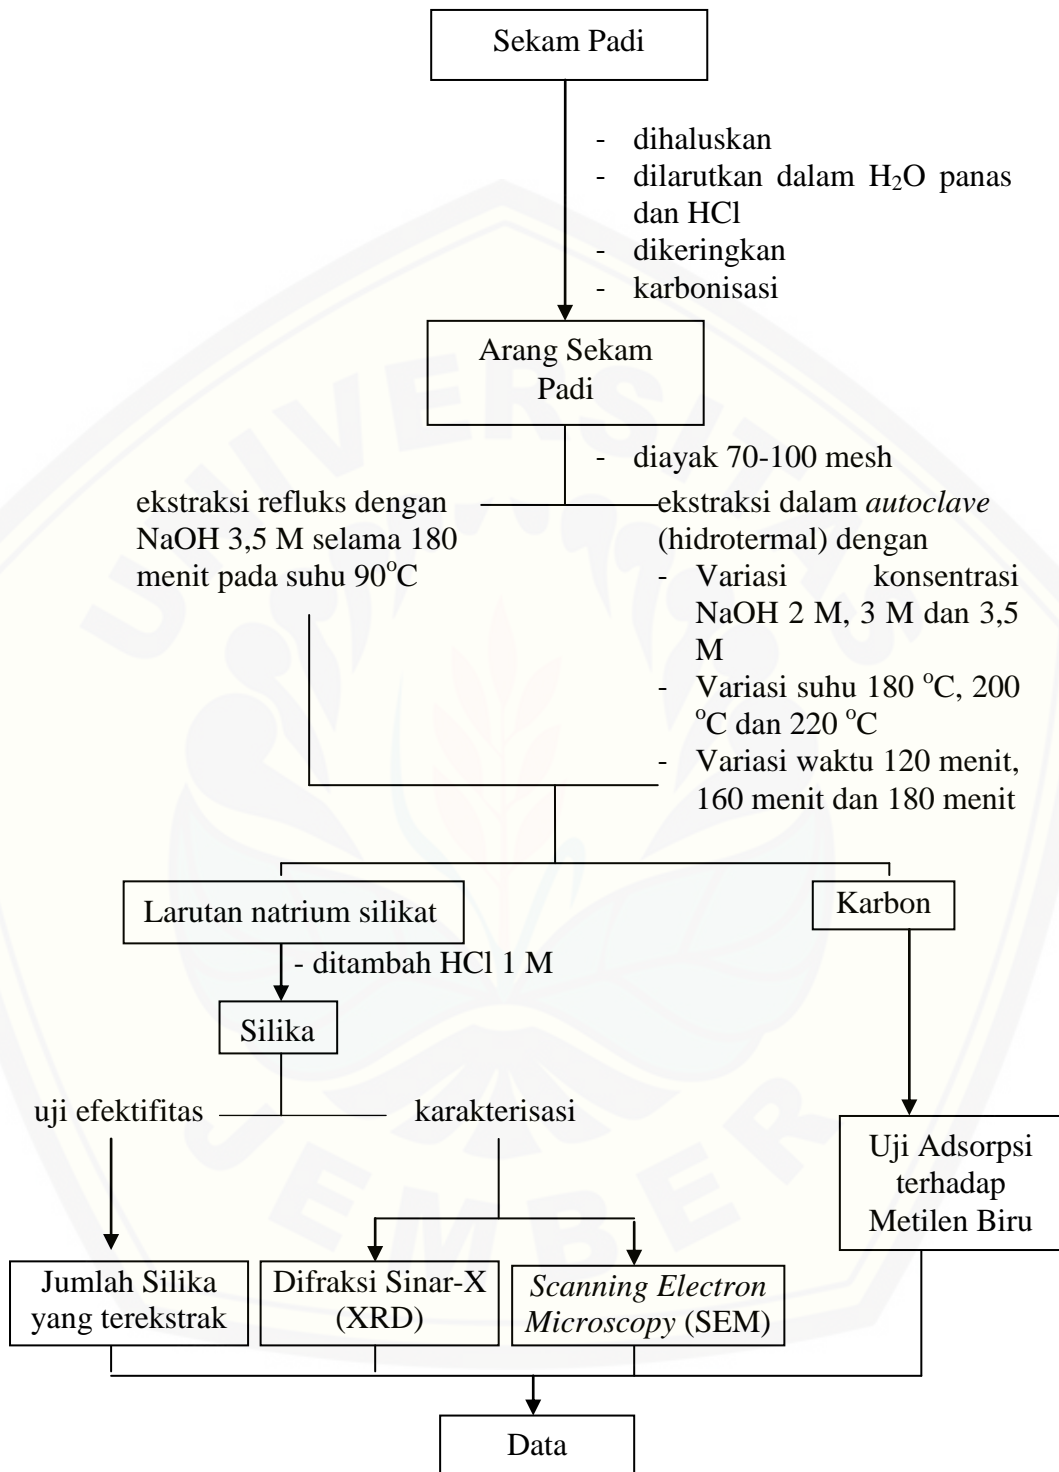 Sekam Padi
- dihaluskan
- dilarutkan dalam H₂O panas
dan HCl
- dikeringkan
- karbonisasi
Arang Sekam
Padi
- diayak 70-100 mesh
ekstraksi refluks dengan
NaOH 3,5 M selama 180
menit pada suhu 90°C
ekstraksi dalam autoclave
(hidrotermal) dengan
- Variasi konsentrasi
NaOH 2 M, 3 M dan 3,5
M
- Variasi suhu 180 °C, 200
°C dan 220 °C
- Variasi waktu 120 menit,
160 menit dan 180 menit
Larutan natrium silikat
Karbon
- ditambah HCl 1 M
Silika
uji efektifitas
karakterisasi
Uji Adsorpsi
terhadap
Metilen Biru
Jumlah Silika
yang terekstrak
Difraksi Sinar-X
(XRD)
Scanning Electron
Microscopy (SEM)
Data
UNIVERSITAS
JEMBER